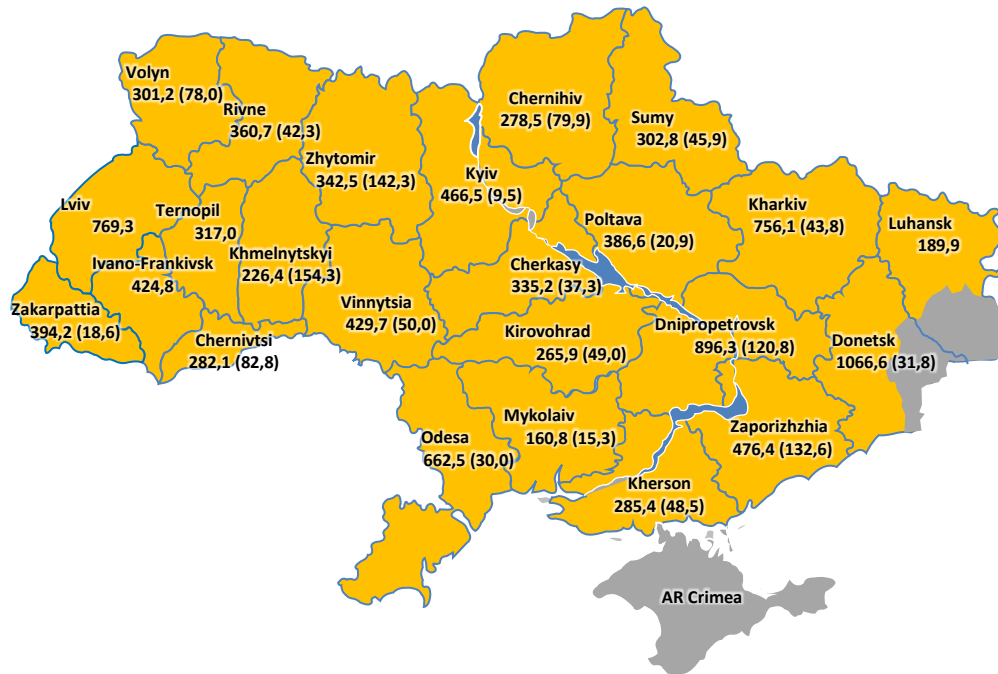 Volyn
301,2 (78,0)
Rivne
360,7 (42,3)
Zhytomir
342,5 (142,3)
Chernihiv
278,5 (79,9)
Sumy
302,8 (45,9)
Kyiv
466,5 (9,5)
Lviv
769,3
Ternopil
317,0
Khmelnytskyi
226,4 (154,3)
Ivano-Frankivsk
424,8
Zakarpattia
394,2 (18,6)
Chernivtsi
282,1 (82,8)
Vinnytsia
429,7 (50,0)
Cherkasy
335,2 (37,3)
Poltava
386,6 (20,9)
Kharkiv
756,1 (43,8)
Luhansk
189,9
Kirovohrad
265,9 (49,0)
Dnipropetrovsk
896,3 (120,8)
Donetsk
1066,6 (31,8)
Odesa
662,5 (30,0)
Mykolaiv
160,8 (15,3)
Zaporizhzhia
476,4 (132,6)
Kherson
285,4 (48,5)
AR Crimea